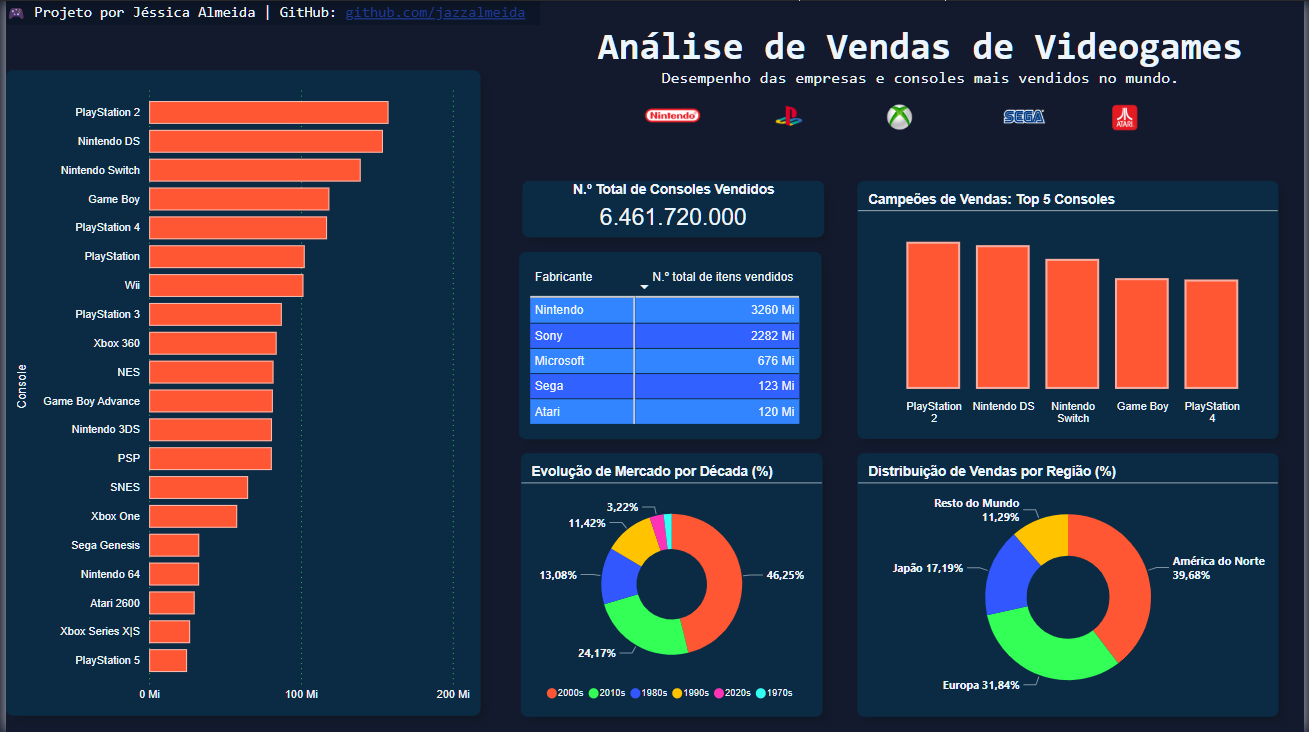 Projeto por Jéssica Almeida | GitHub: github.com/jazzalmeida
Análise de Vendas de Videogames
Desempenho das empresas e consoles mais vendidos no mundo.
Nintendo
SEGA
ATARI
Console
PlayStation 2
Nintendo DS
Nintendo Switch
Game Boy
PlayStation 4
PlayStation
Wii
PlayStation 3
Xbox 360
NES
Game Boy Advance
Nintendo 3DS
PSP
SNES
Xbox One
Sega Genesis
Nintendo 64
Atari 2600
Xbox Series X|S
PlayStation 5
0 Mi 100 Mi 200 Mi
N.º Total de Consoles Vendidos
6.461.720.000
Fabricante N.º total de itens vendidos
Nintendo 3260 Mi
Sony 2282 Mi
Microsoft 676 Mi
Sega 123 Mi
Atari 120 Mi
Campeões de Vendas: Top 5 Consoles
PlayStation 2 Nintendo DS Nintendo Switch Game Boy PlayStation 4
Evolução de Mercado por Década (%)
3,22%
11,42%
13,08%
46,25%
24,17%
2000s 2010s 1980s 1990s 2020s 1970s
Distribuição de Vendas por Região (%)
Resto do Mundo
11,29%
América do Norte
39,68%
Japão 17,19%
Europa 31,84%